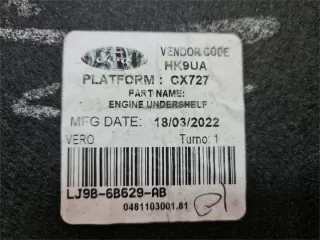 VENDOR CODE
HK9UA
PLATFORM : CX727
PART NAME:
ENGINE UNDERSHELF
MFG DATE: 18/03/2022
VERO Turno: 1
LJ9B-6B629-AB
0481103001.81